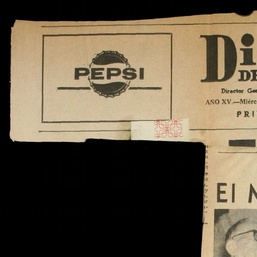 PEPSI
Di
DE
Director Ge
AÑO XV.—Miérc
PRI
El M